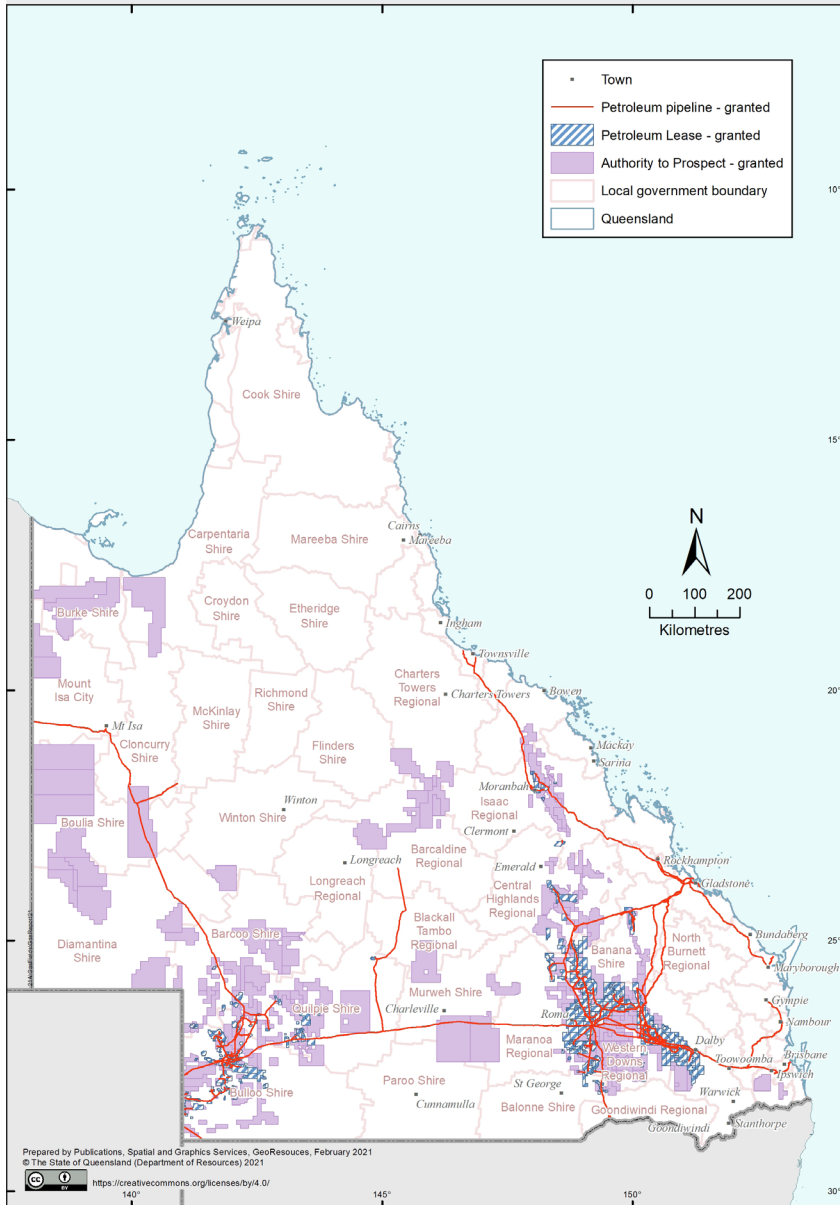 Town
Petroleum pipeline - granted
Petroleum Lease - granted
Authority to Prospect - granted
Local government boundary
Queensland
10°
15°
20°
25°
30°
N
0 100 200
Kilometres
Weipa
Cook Shire
Carpentaria
Shire
Mareeba Shire
Cairns
Mareeba
Burke Shire
Croydon
Shire
Etheridge
Shire
Ingham
Townsville
Mount
Isa City
Mt Isa
Cloncurry
Shire
McKinlay
Shire
Richmond
Shire
Flinders
Shire
Charters
Towers
Regional
Charters Towers
Bowen
Mackay
Sarina
Moranbah
Isaac
Regional
Clermont
Boulia Shire
Winton
Winton Shire
Longreach
Longreach
Regional
Barcaldine
Regional
Emerald
Central
Highlands
Regional
Rockhampton
Gladstone
Diamantina
Shire
Barcoo Shire
Blackall
Tambo
Regional
Banana
Shire
North
Burnett
Regional
Bundaberg
Maryborough
Quilpie Shire
Murweh Shire
Charleville
Roma
Maranoa
Regional
Western
Downs
Regional
Dalby
Toowoomba
Gympie
Nambour
Brisbane
Ipswich
Bulloo Shire
Paroo Shire
Cunnamulla
St George
Balonne Shire
Goondiwindi Regional
Goondiwindi
Warwick
Stanthorpe
Prepared by Publications, Spatial and Graphics Services, GeoResouces, February 2021
© The State of Queensland (Department of Resources) 2021
CC BY
https://creativecommons.org/licenses/by/4.0/
140°
145°
150°